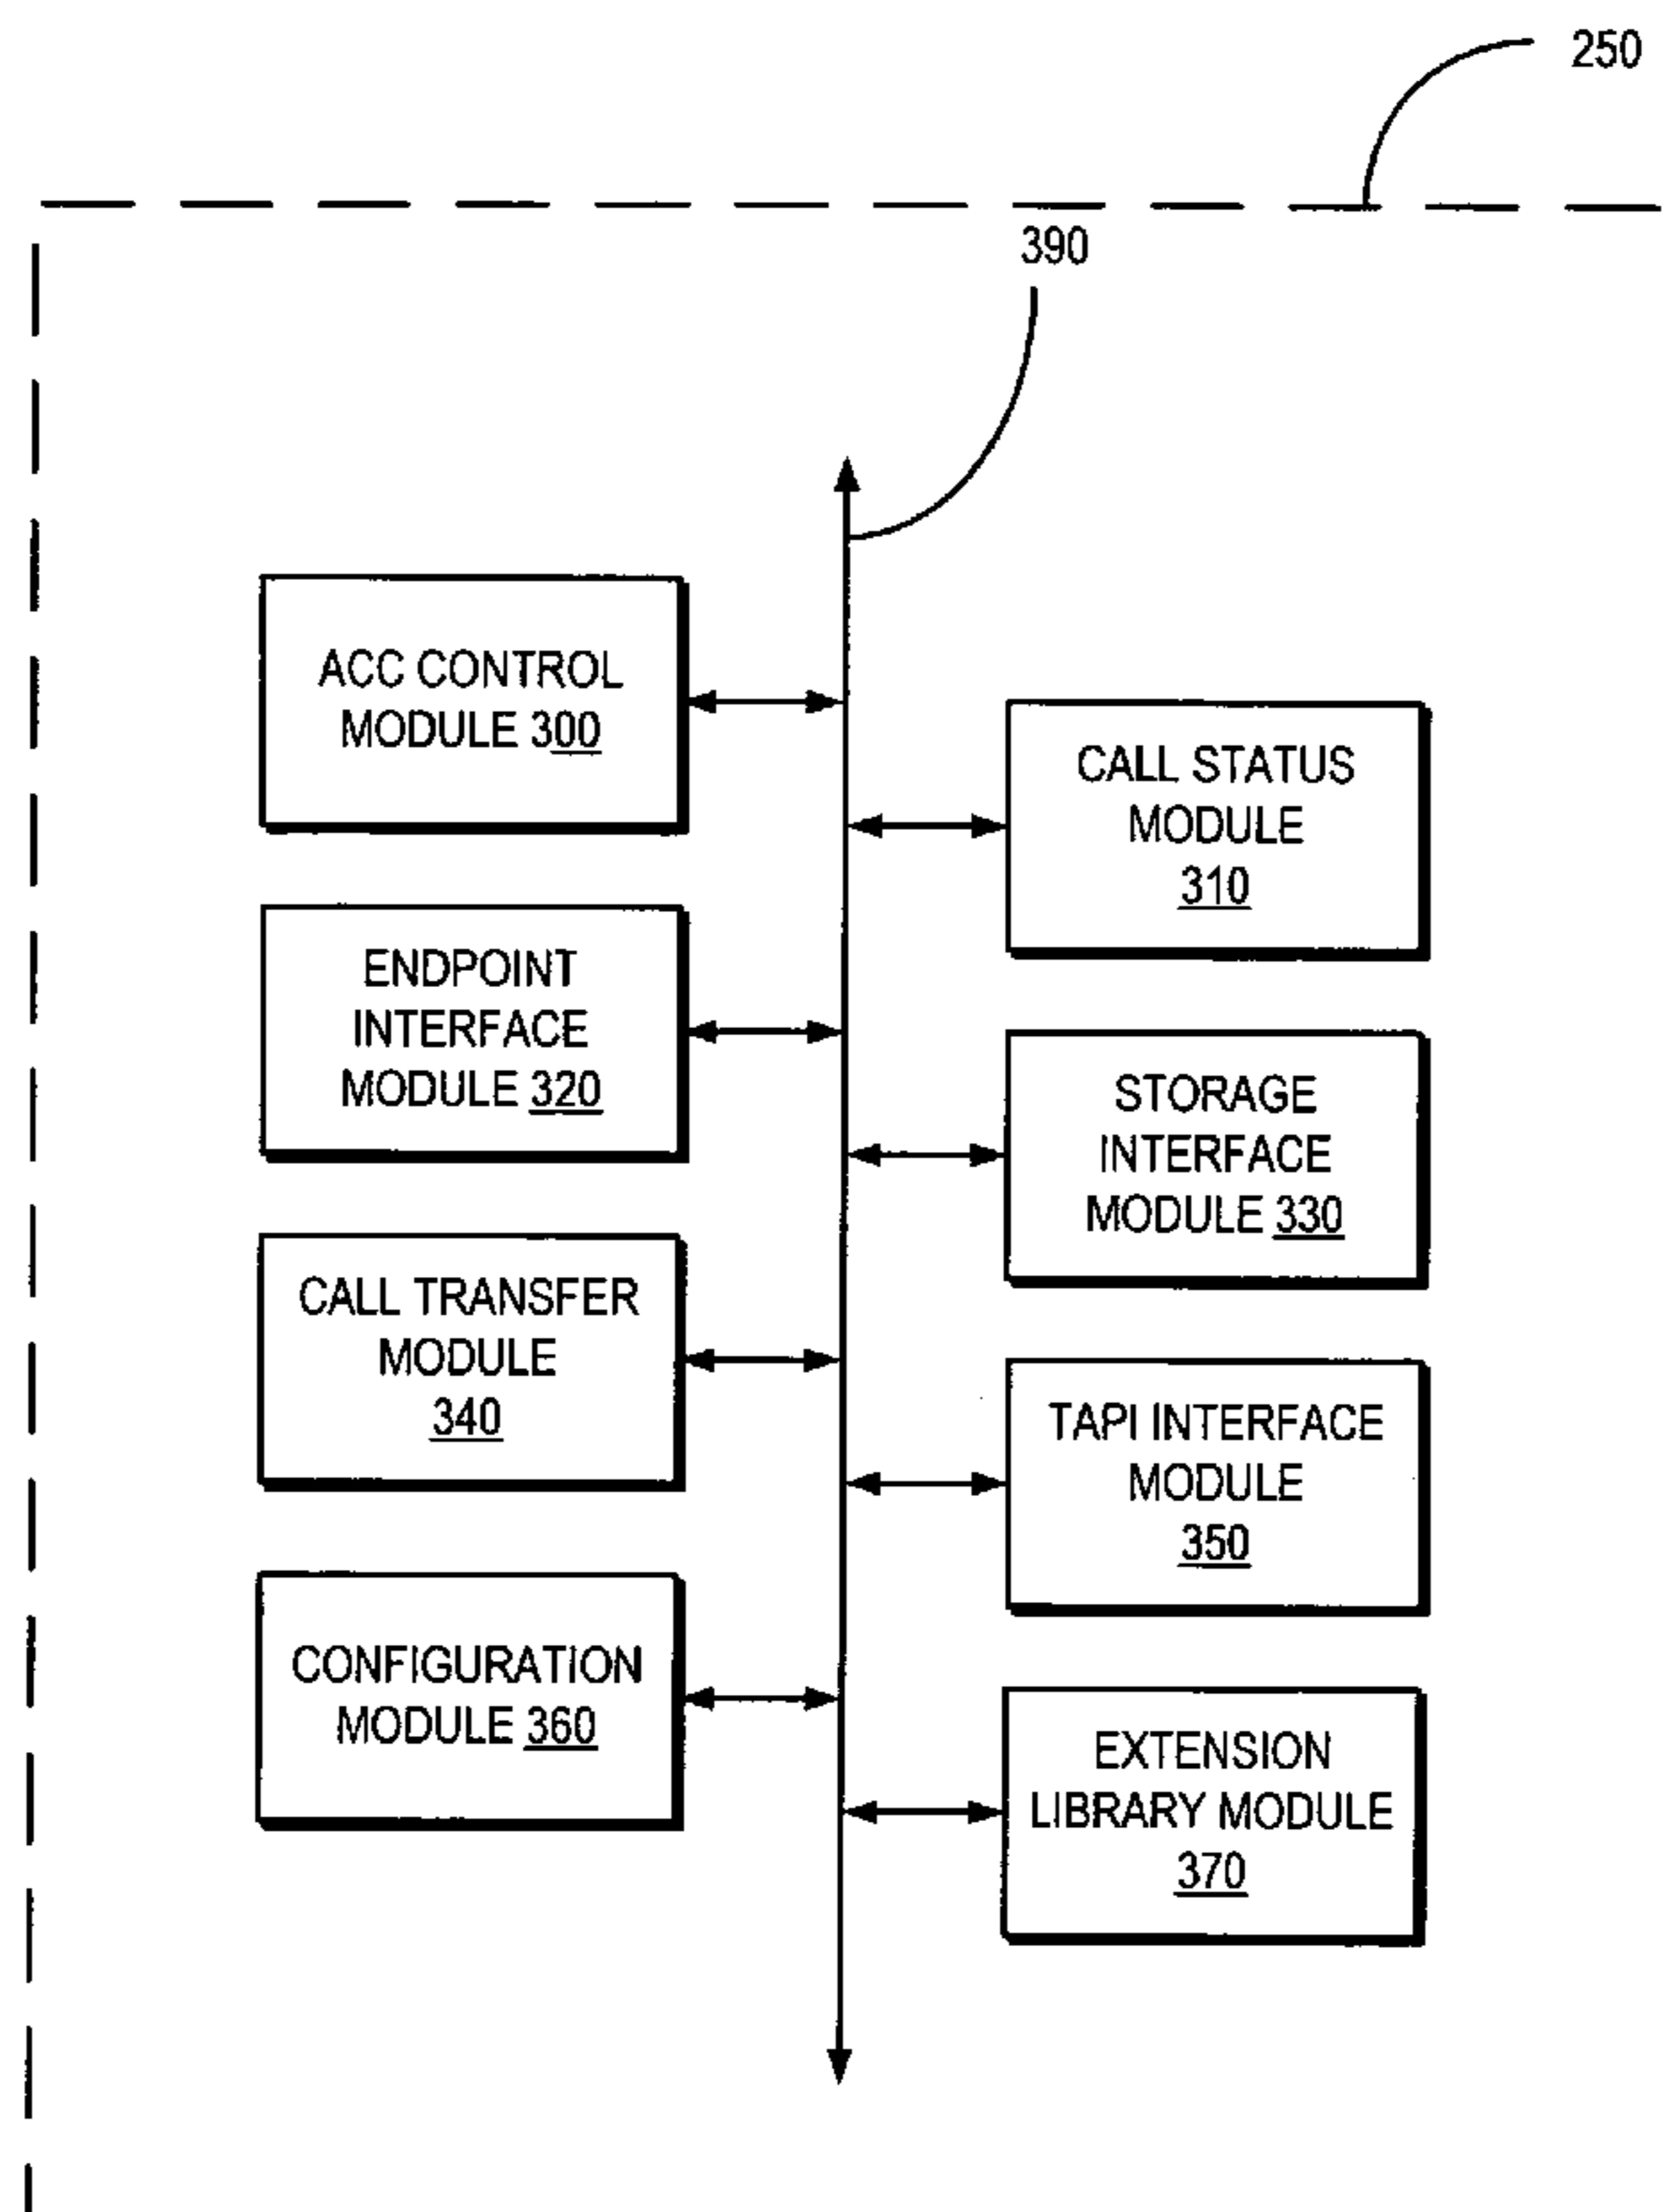 250
390
ACC CONTROL
MODULE 300
CALL STATUS
MODULE
310
ENDPOINT
INTERFACE
MODULE 320
STORAGE
INTERFACE
MODULE 330
CALL TRANSFER
MODULE
340
TAPI INTERFACE
MODULE
350
CONFIGURATION
MODULE 360
EXTENSION
LIBRARY MODULE
370